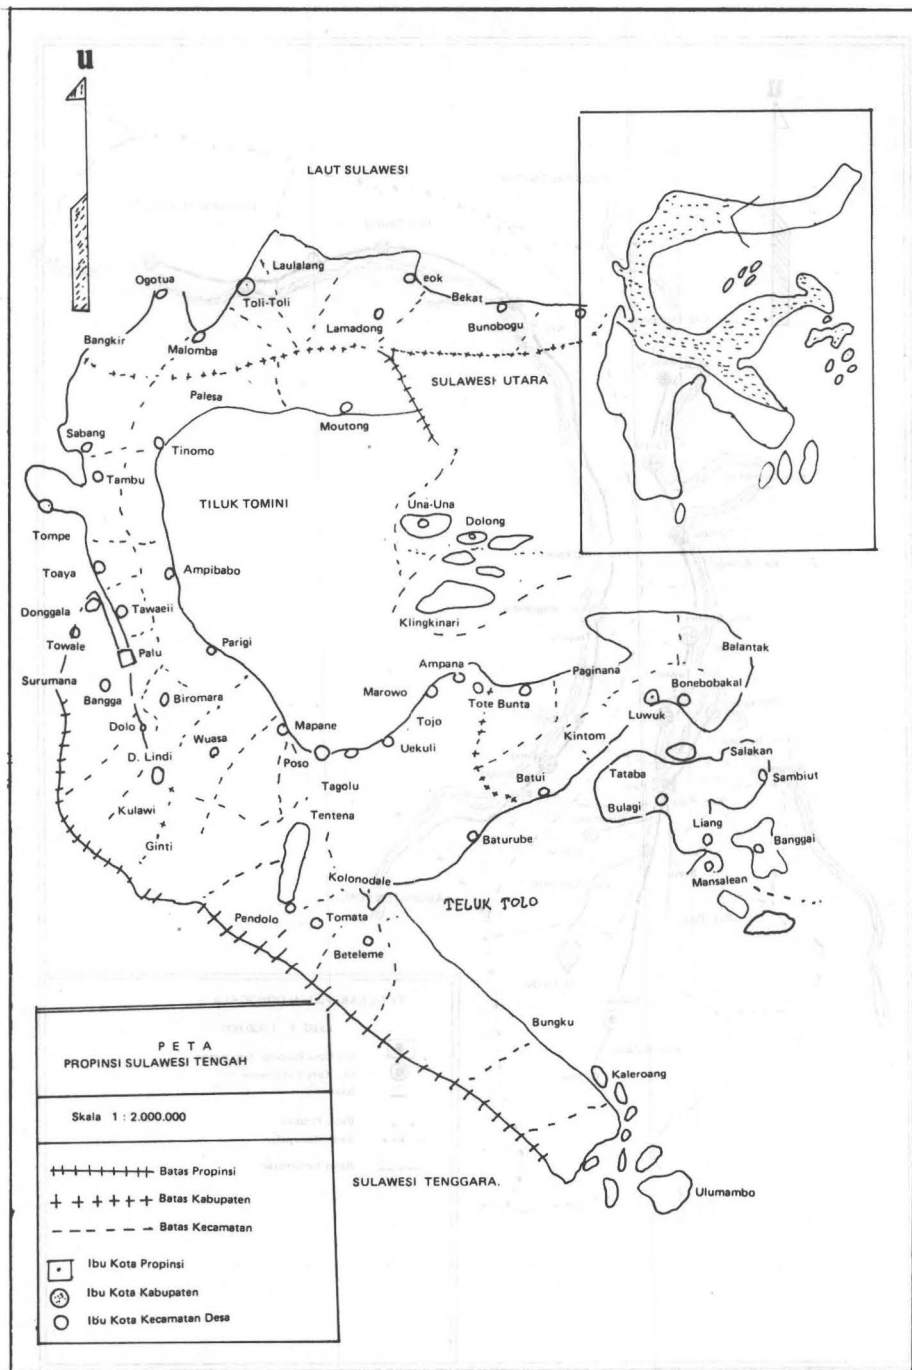 u
LAUT SULAWESI
Laulalang
Ogotua
Toli-Toli
eok
Bekat
Lamadong
Bunobogu
Bangkir
Malomba
SULAWESI UTARA
Palesa
Moutong
Sabang
Tinomo
Tambu
TILUK TOMINI
Una-Una
Dolong
Tompe
Toaya
Ampibabo
Donggala
Tawaeii
Klingkinari
Towale
Palu
Parigi
Balantak
Ampana
Paginana
Surumana
Bangga
Biromara
Marowo
Tote Bunta
Bonebobakal
Luwuk
Dolo
Mapane
Tojo
Wuasa
Poso
Uekuli
Kintom
D. Lindi
Salakan
Tagolu
Batui
Tataba
Sambiut
Kulawi
Tentena
Bulagi
Ginti
Baturube
Liang
Banggai
Kolonodale
Mansalean
TELUK TOLO
Pendolo
Tomata
Beteleme
Bungku
Kaleroang
Ulumambo
SULAWESI TENGGARA.
PETA
PROPINSI SULAWESI TENGAH
Skala 1 : 2.000.000
Batas Propinsi
Batas Kabupaten
Batas Kecamatan
Ibu Kota Propinsi
Ibu Kota Kabupaten
Ibu Kota Kecamatan Desa